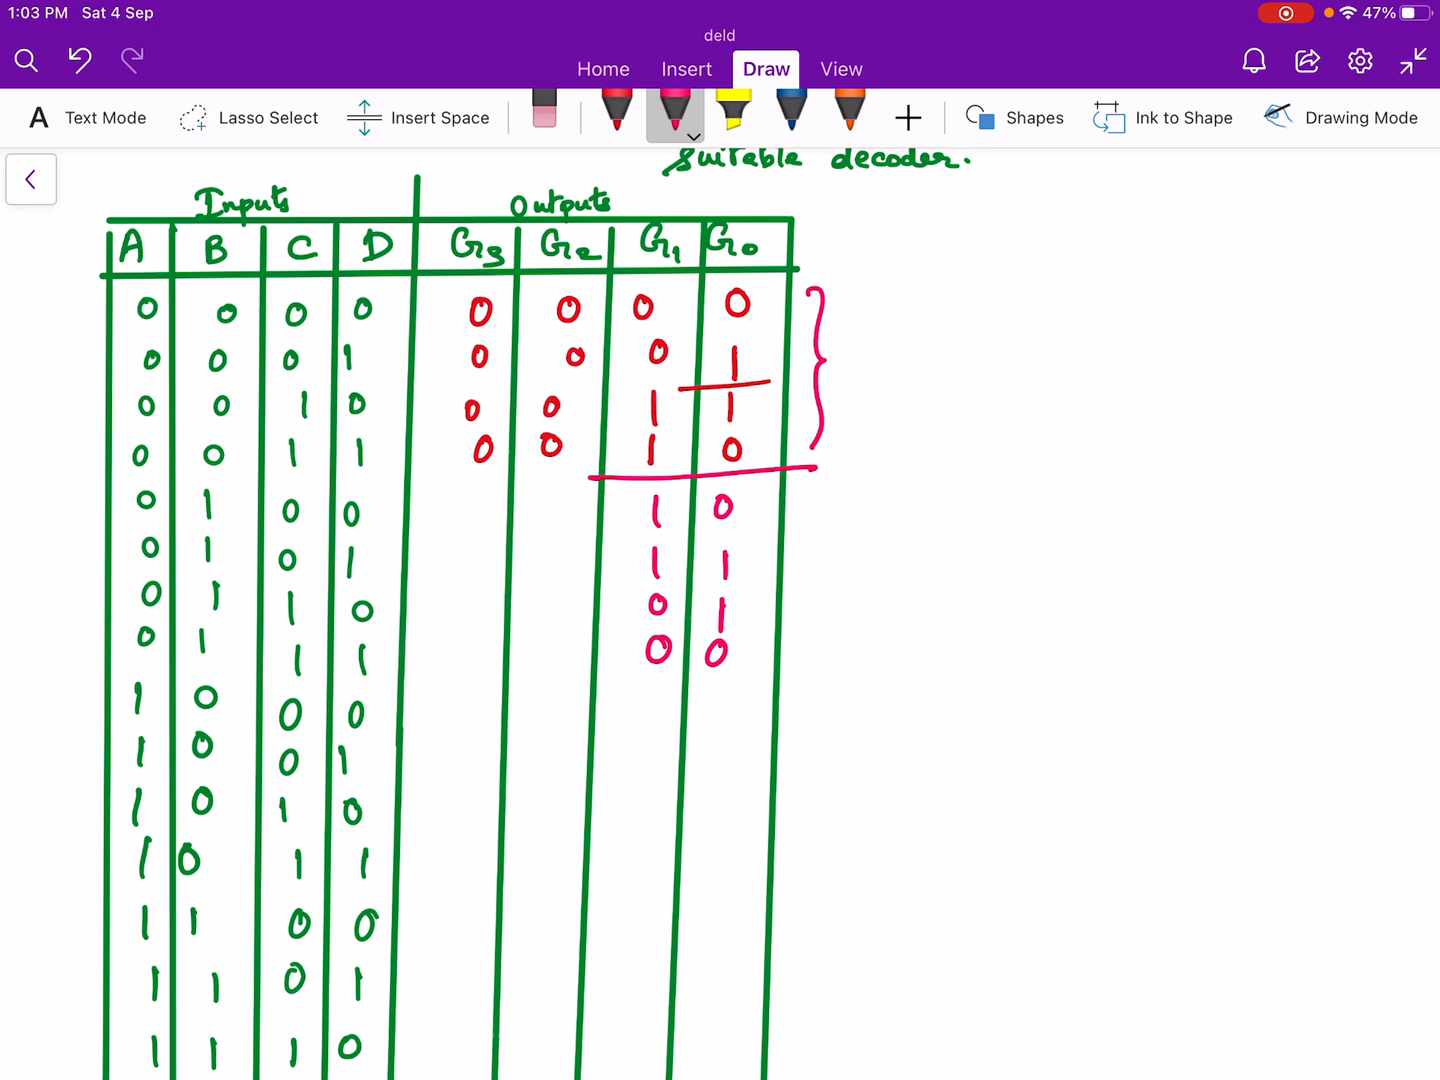 1:03 PM Sat 4 Sep 47%
deld
Home Insert Draw View
A Text Mode Lasso Select Insert Space Shapes Ink to Shape Drawing Mode
suitable decoder.
Inputs Outputs
A B C D G3 G2 G1 G0
0 0 0 0 0 0 0 0
0 0 0 1 0 0 0 1
0 0 1 0 0 0 1 1
0 0 1 1 0 0 1 0
0 1 0 0 1 0
0 1 0 1 1 1
0 1 1 0 0 1
0 1 1 1 0 0
1 0 0 0
1 0 0 1
1 0 1 0
1 0 1 1
1 1 0 0
1 1 0 1
1 1 1 0